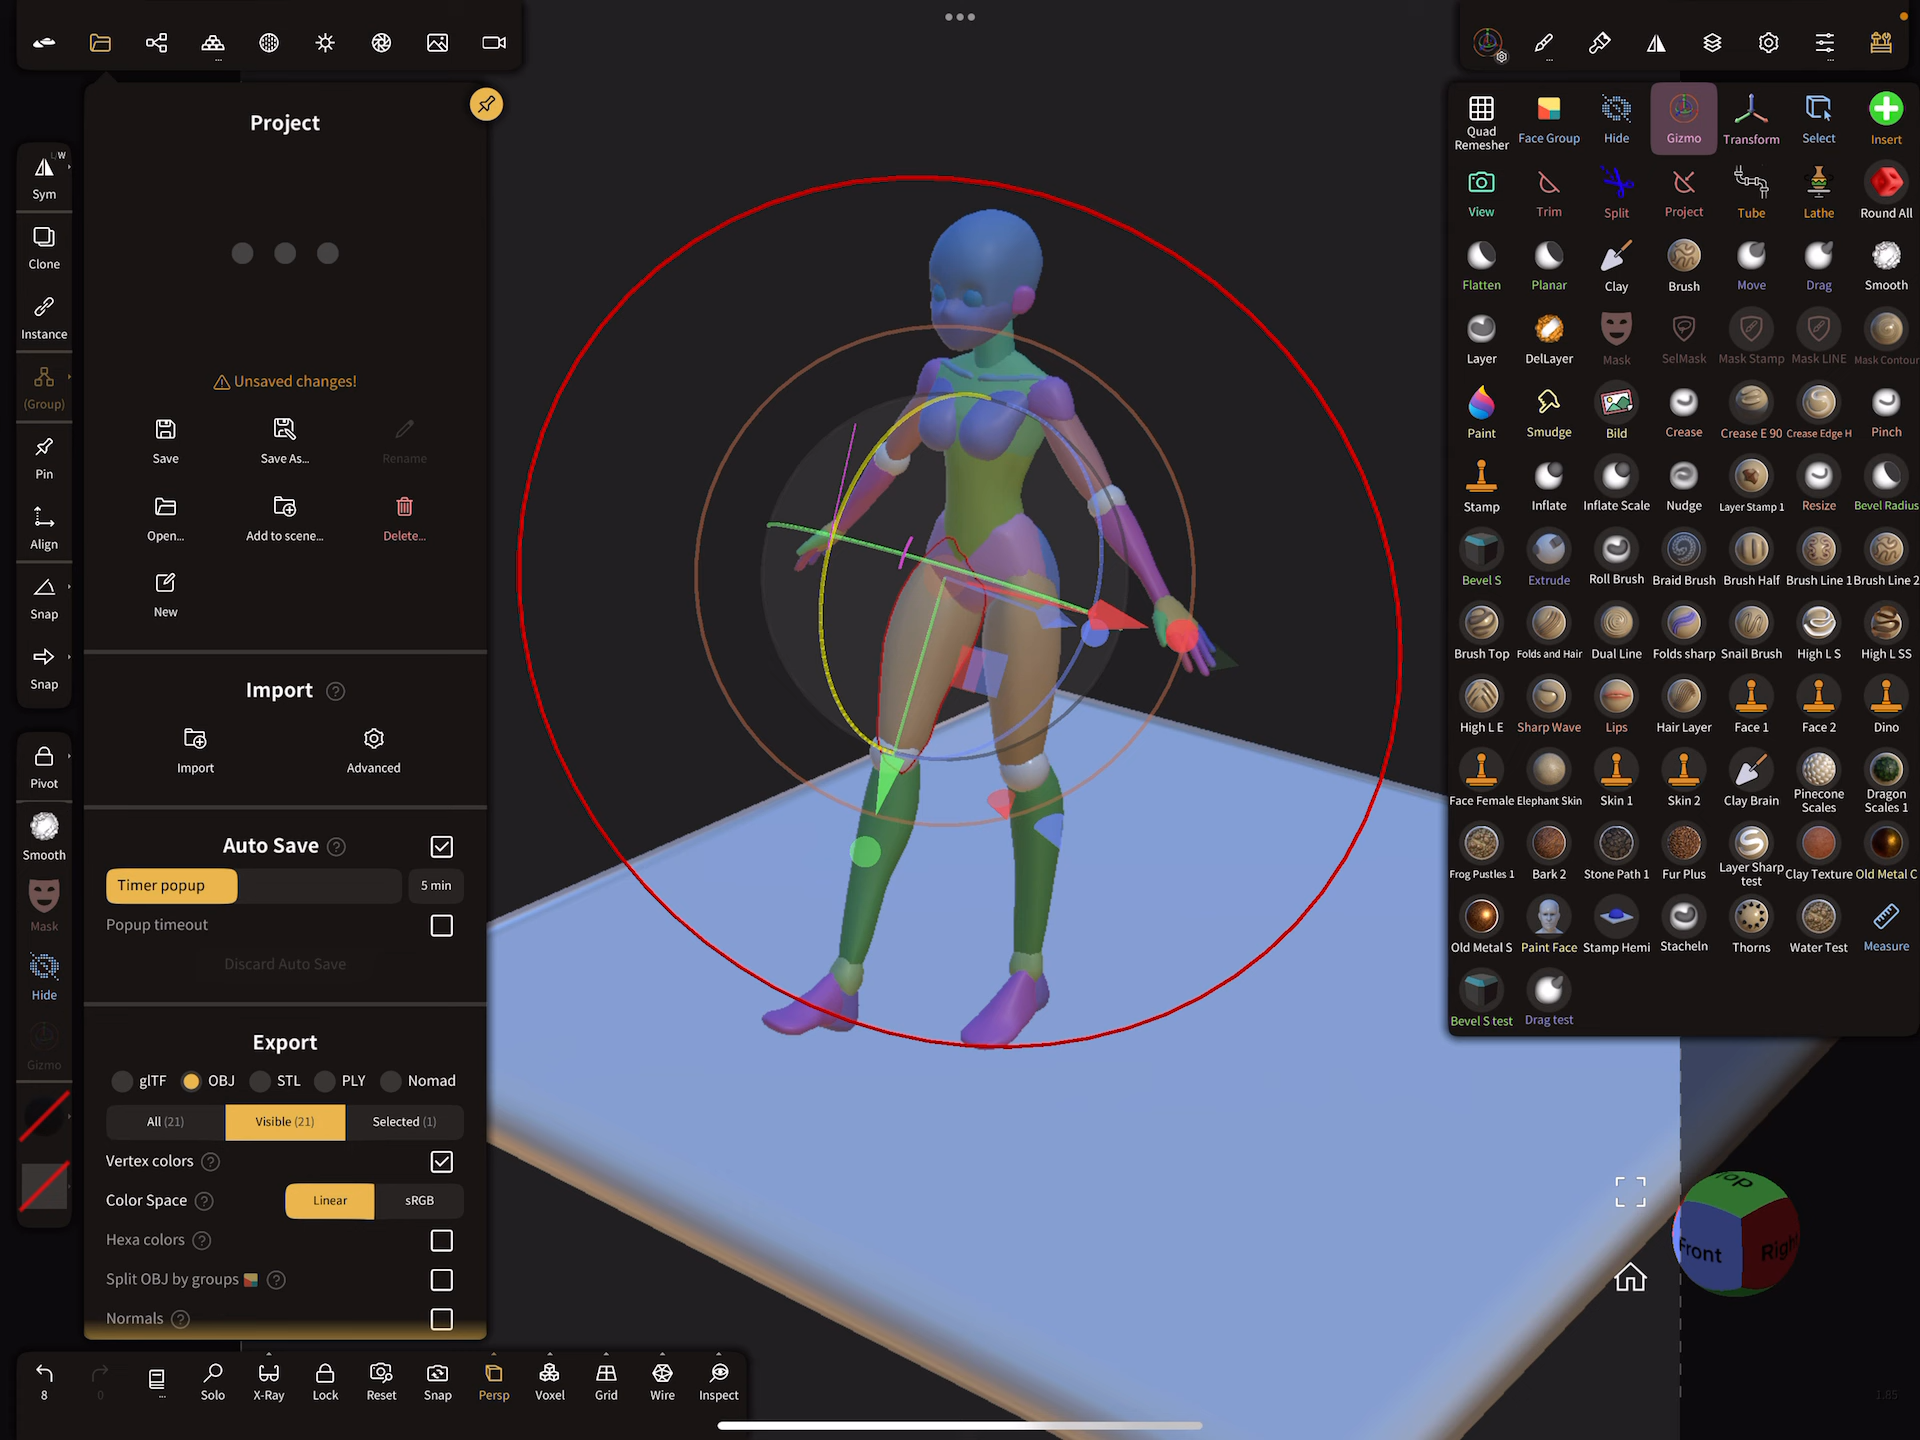 Project
Unsaved changes!
Save
Save As...
Rename
Open...
Add to scene...
Delete...
New
Import
Import
Advanced
Auto Save
Timer popup
5 min
Popup timeout
Discard Auto Save
Export
glTF OBJ STL PLY Nomad
All (21) Visible (21) Selected (1)
Vertex colors
Color Space Linear sRGB
Hexa colors
Split OBJ by groups
Normals
Sym
Clone
Instance
(Group)
Pin
Align
Snap
Snap
Pivot
Smooth
Mask
Hide
Gizmo
8 0 Solo X-Ray Lock Reset Snap Persp Voxel Grid Wire Inspect
Quad Remesher Face Group Hide Gizmo Transform Select Insert
View Trim Split Project Tube Lathe Round All
Flatten Planar Clay Brush Move Drag Smooth
Layer DelLayer Mask SelMask Mask Stamp Mask LINE Mask Contour
Paint Smudge Bild Crease Crease E 90 Crease Edge H Pinch
Stamp Inflate Inflate Scale Nudge Layer Stamp 1 Resize Bevel Radius
Bevel S Extrude Roll Brush Braid Brush Brush Half Brush Line 1 Brush Line 2
Brush Top Folds and Hair Dual Line Folds sharp Snail Brush High L S High L SS
High L E Sharp Wave Lips Hair Layer Face 1 Face 2 Dino
Face Female Elephant Skin Skin 1 Skin 2 Clay Brain Pinecone Scales Dragon Scales 1
Frog Pustles 1 Bark 2 Stone Path 1 Fur Plus Layer Sharp test Clay Texture Old Metal C
Old Metal S Paint Face Stamp Hemi Stacheln Thorns Water Test Measure
Bevel S test Drag test
Top
Front
Right
1.85